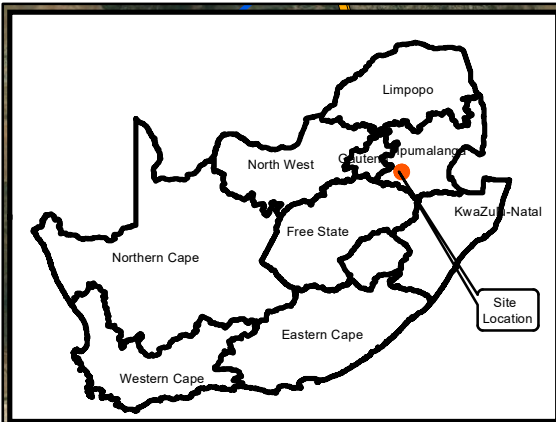 Limpopo
Mpumalanga
North West
Gauteng
KwaZulu-Natal
Free State
Northern Cape
Site
Location
Eastern Cape
Western Cape